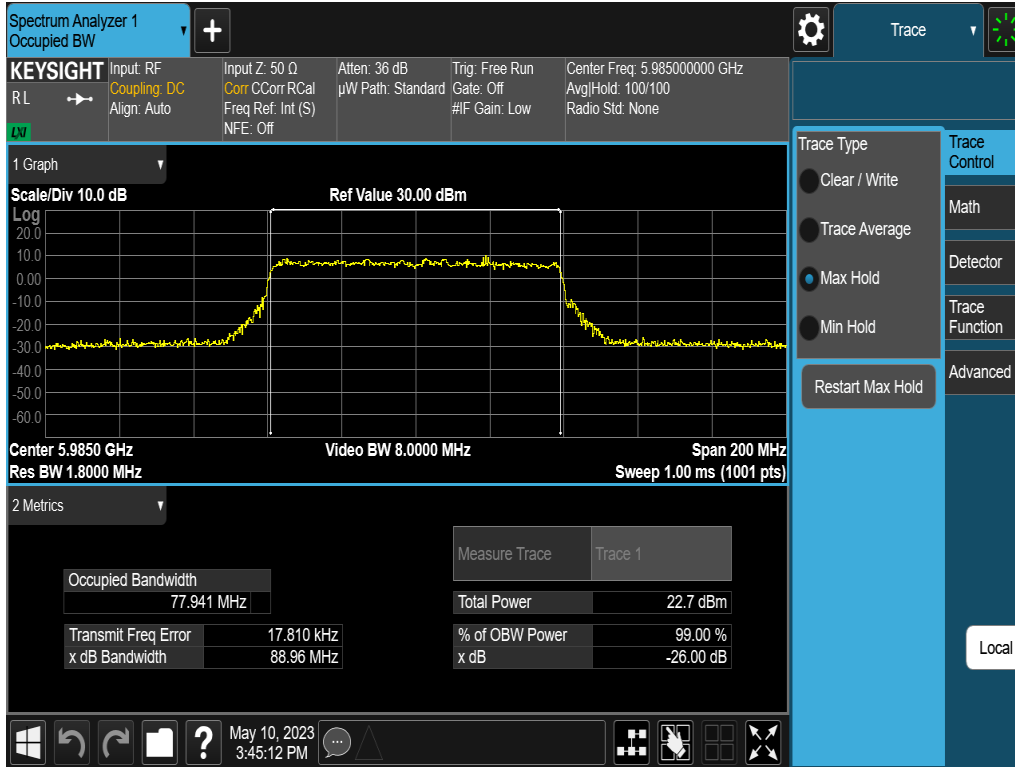 Spectrum Analyzer 1
Occupied BW
+
Trace
KEYSIGHT
R L
LXI
Input: RF
Coupling: DC
Align: Auto
Input Z: 50 Ω
Corr CCorr RCal
Freq Ref: Int (S)
NFE: Off
Atten: 36 dB
µW Path: Standard
Trig: Free Run
Gate: Off
#IF Gain: Low
Center Freq: 5.985000000 GHz
Avg|Hold: 100/100
Radio Std: None
1 Graph
Scale/Div 10.0 dB
Ref Value 30.00 dBm
Log
20.0
10.0
0.00
-10.0
-20.0
-30.0
-40.0
-50.0
-60.0
Center 5.9850 GHz
Video BW 8.0000 MHz
Span 200 MHz
Res BW 1.8000 MHz
Sweep 1.00 ms (1001 pts)
2 Metrics
Measure Trace
Trace 1
Occupied Bandwidth
77.941 MHz
Total Power
22.7 dBm
Transmit Freq Error
17.810 kHz
% of OBW Power
99.00 %
x dB Bandwidth
88.96 MHz
x dB
-26.00 dB
Trace Type
Clear / Write
Trace Average
Max Hold
Min Hold
Restart Max Hold
Trace
Control
Math
Detector
Trace
Function
Advanced
Local
?
May 10, 2023
3:45:12 PM